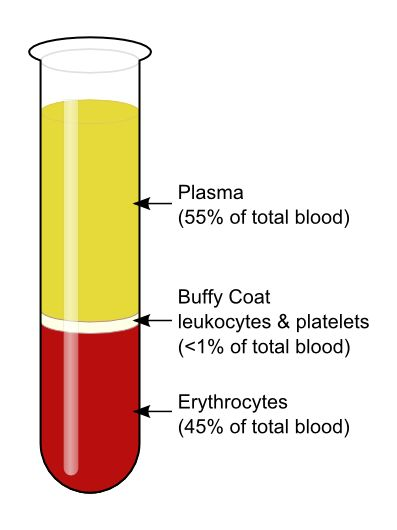 Plasma
(55% of total blood)
Buffy Coat
leukocytes & platelets
(<1% of total blood)
Erythrocytes
(45% of total blood)